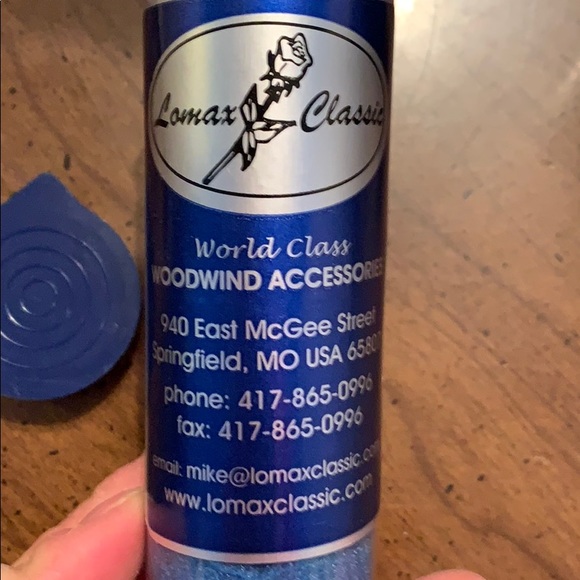 Lomax Classic
World Class
WOODWIND ACCESSORIES
940 East McGee Street
Springfield, MO USA 65807
phone: 417-865-0996
fax: 417-865-0996
email: mike@lomaxclassic.com
www.lomaxclassic.com